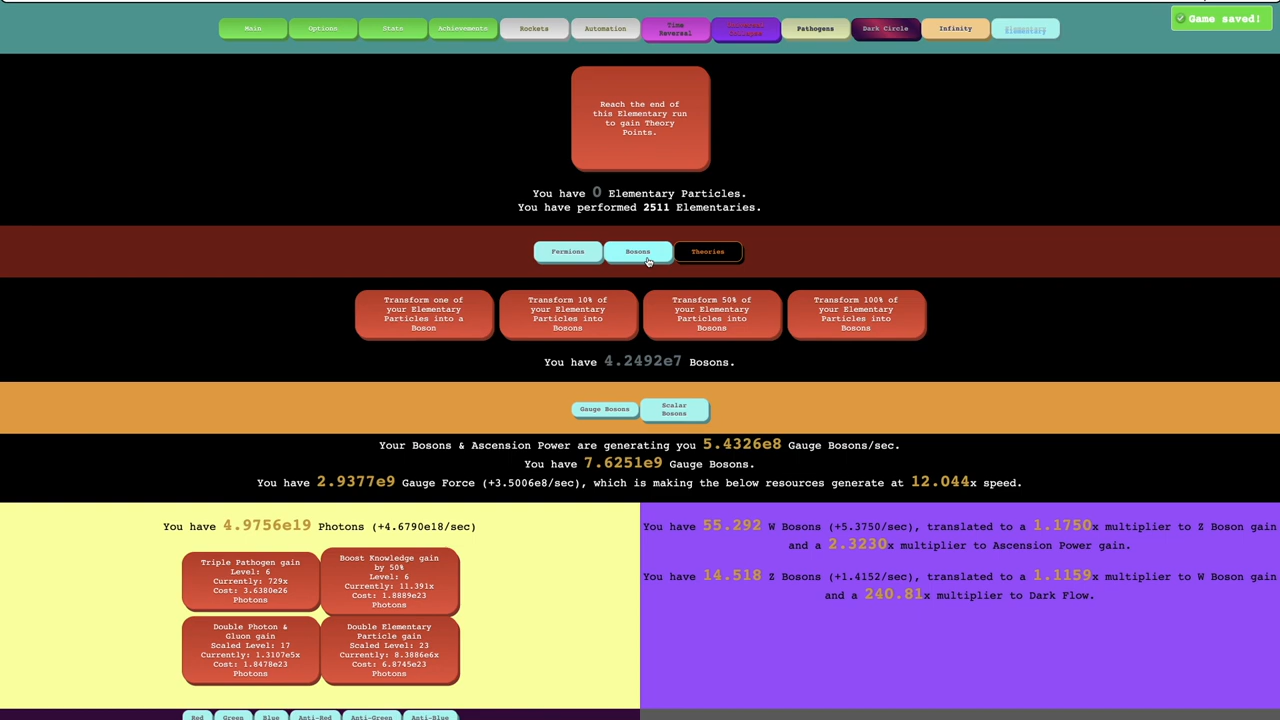 Main
Options
Stats
Achievements
Rockets
Automation
Time
Reversal
Universal
Collapse
Pathogens
Dark Circle
Infinity
Elementary
Game saved!
Reach the end of
this Elementary run
to gain Theory
Points.
You have 0 Elementary Particles.
You have performed 2511 Elementaries.
Fermions
Bosons
Theories
Transform one of
your Elementary
Particles into a
Boson
Transform 10% of
your Elementary
Particles into
Bosons
Transform 50% of
your Elementary
Particles into
Bosons
Transform 100% of
your Elementary
Particles into
Bosons
You have 4.2492e7 Bosons.
Gauge Bosons
Scalar
Bosons
Your Bosons & Ascension Power are generating you 5.4326e8 Gauge Bosons/sec.
You have 7.6251e9 Gauge Bosons.
You have 2.9377e9 Gauge Force (+3.5006e8/sec), which is making the below resources generate at 12.044x speed.
You have 4.9756e19 Photons (+4.6790e18/sec)
Triple Pathogen gain
Level: 6
Currently: 729x
Cost: 3.6380e26
Photons
Boost Knowledge gain
by 50%
Level: 6
Currently: 11.391x
Cost: 1.8889e23
Photons
Double Photon &
Gluon gain
Scaled Level: 17
Currently: 1.3107e5x
Cost: 1.8478e23
Photons
Double Elementary
Particle gain
Scaled Level: 23
Currently: 8.3886e6x
Cost: 6.8745e23
Photons
You have 55.292 W Bosons (+5.3750/sec), translated to a 1.1750x multiplier to Z Boson gain
and a 2.3230x multiplier to Ascension Power gain.
You have 14.518 Z Bosons (+1.4152/sec), translated to a 1.1159x multiplier to W Boson gain
and a 240.81x multiplier to Dark Flow.
Red
Green
Blue
Anti-Red
Anti-Green
Anti-Blue